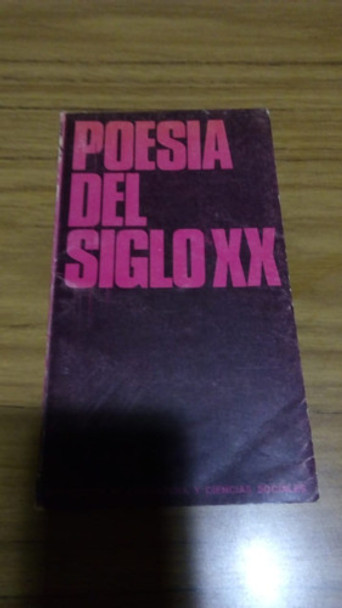 POESIA
DEL
SIGLO XX
Y CIENCIAS SOCIALES